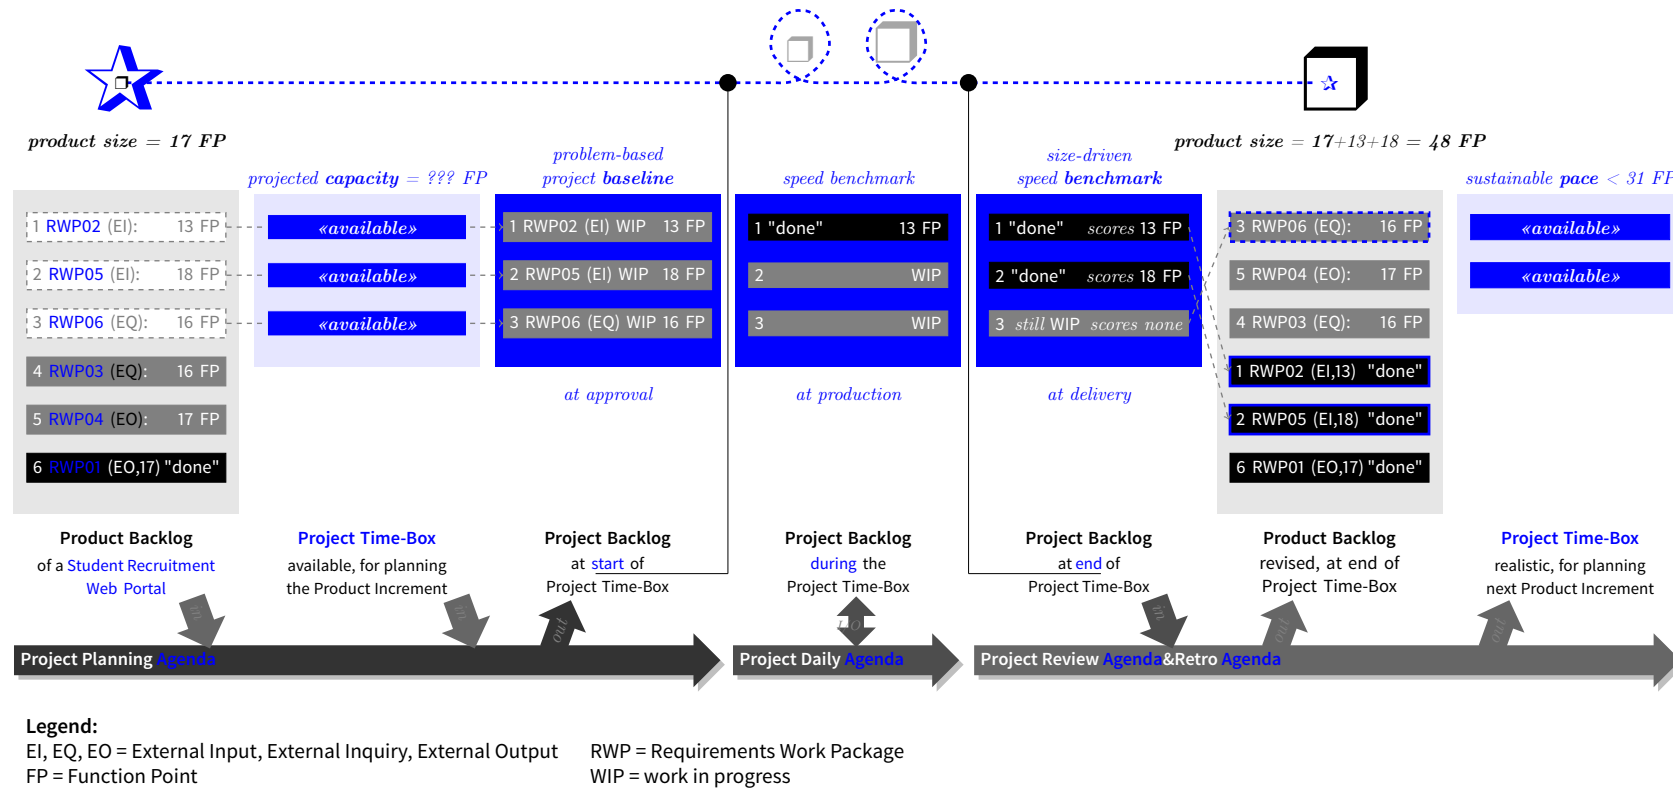 product size = 17 FP
product size = 17+13+18 = 48 FP
projected capacity = ??? FP
problem-based
project baseline
speed benchmark
size-driven
speed benchmark
sustainable pace < 31 FP
1 RWP02 (EI): 13 FP
2 RWP05 (EI): 18 FP
3 RWP06 (EQ): 16 FP
4 RWP03 (EQ): 16 FP
5 RWP04 (EO): 17 FP
6 RWP01 (EO,17) "done"
«available»
«available»
«available»
1 RWP02 (EI) WIP 13 FP
2 RWP05 (EI) WIP 18 FP
3 RWP06 (EQ) WIP 16 FP
at approval
1 "done" 13 FP
2 WIP
3 WIP
at production
1 "done" scores 13 FP
2 "done" scores 18 FP
3 still WIP scores none
at delivery
3 RWP06 (EQ): 16 FP
5 RWP04 (EO): 17 FP
4 RWP03 (EQ): 16 FP
1 RWP02 (EI,13) "done"
2 RWP05 (EI,18) "done"
6 RWP01 (EO,17) "done"
«available»
«available»
Product Backlog
of a Student Recruitment
Web Portal
Project Time-Box
available, for planning
the Product Increment
Project Backlog
at start of
Project Time-Box
Project Backlog
during the
Project Time-Box
Project Backlog
at end of
Project Time-Box
Product Backlog
revised, at end of
Project Time-Box
Project Time-Box
realistic, for planning
next Product Increment
in
in
out
in
out
out
Project Planning Agenda
Project Daily Agenda
Project Review Agenda&Retro Agenda
Legend:
EI, EQ, EO = External Input, External Inquiry, External Output
FP = Function Point
RWP = Requirements Work Package
WIP = work in progress